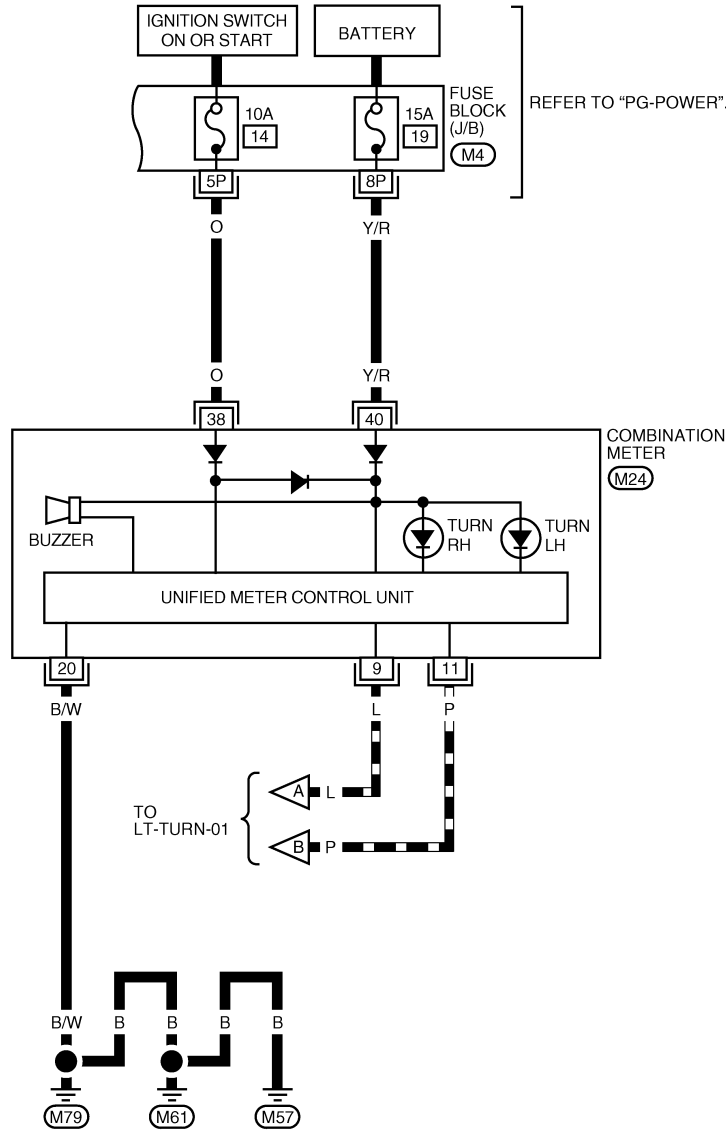 IGNITION SWITCH
ON OR START
BATTERY
FUSE
BLOCK
(J/B)
M4
REFER TO “PG-POWER”.
10A
14
15A
19
5P
8P
O
Y/R
O
Y/R
38
40
COMBINATION
METER
M24
BUZZER
TURN
RH
TURN
LH
UNIFIED METER CONTROL UNIT
20
9
11
B/W
L
P
A
L
TO
LT-TURN-01
B
P
B/W
B
B
B
B
M79
M61
M57